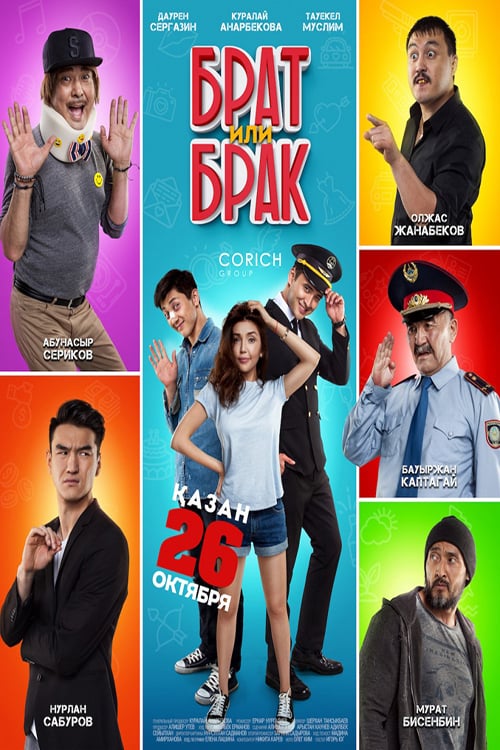 ДАУРЕН
СЕРГАЗИН
КУРАЛАЙ
АНАРБЕКОВА
ТАУЕКЕЛ
МУСЛИМ
БРАТ
ИЛИ
БРАК
CORICH
GROUP
ОЛЖАС
ЖАНАБЕКОВ
АБУНАСЫР
СЕРИКОВ
БАУЫРЖАН
КАПТАГАЙ
ҚАЗАН
26
ОКТЯБРЯ
НУРЛАН
САБУРОВ
МУРАТ
БИСЕНБИН